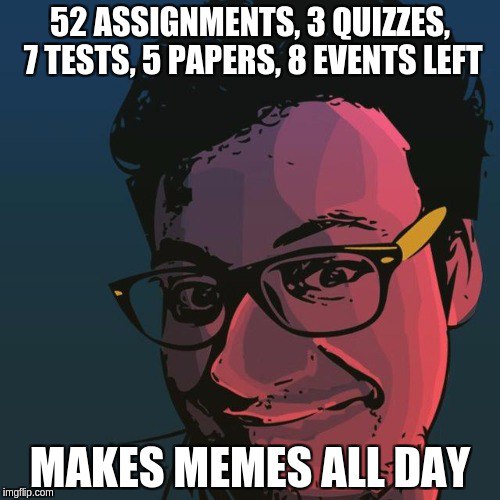 52 ASSIGNMENTS, 3 QUIZZES,
7 TESTS, 5 PAPERS, 8 EVENTS LEFT
MAKES MEMES ALL DAY
imgflip.com